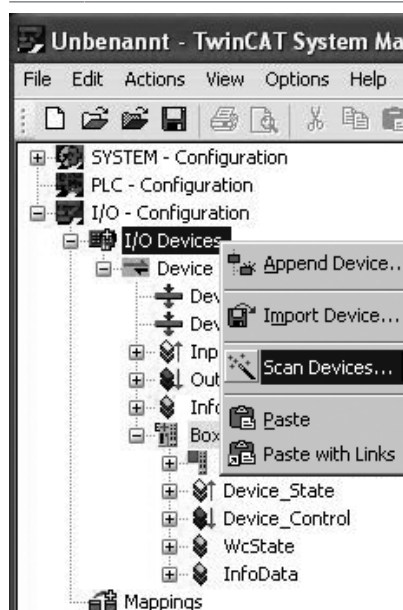 Unbenannt - TwinCAT System Ma
File Edit Actions View Options Help
SYSTEM - Configuration
PLC - Configuration
I/O - Configuration
I/O Devices
Device
Append Device...
Dev
Dev
Import Device...
Inp
Scan Devices...
Out
Info
Paste
Box
Paste with Links
Device_State
Device_Control
WcState
InfoData
Mappings